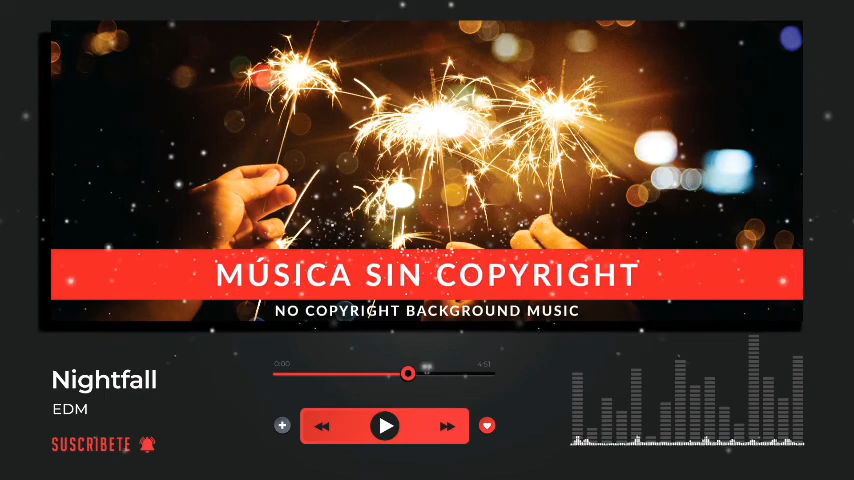 MÚSICA SIN COPYRIGHT
NO COPYRIGHT BACKGROUND MUSIC
0:00
4:51
Nightfall
EDM
SUSCRÍBETE